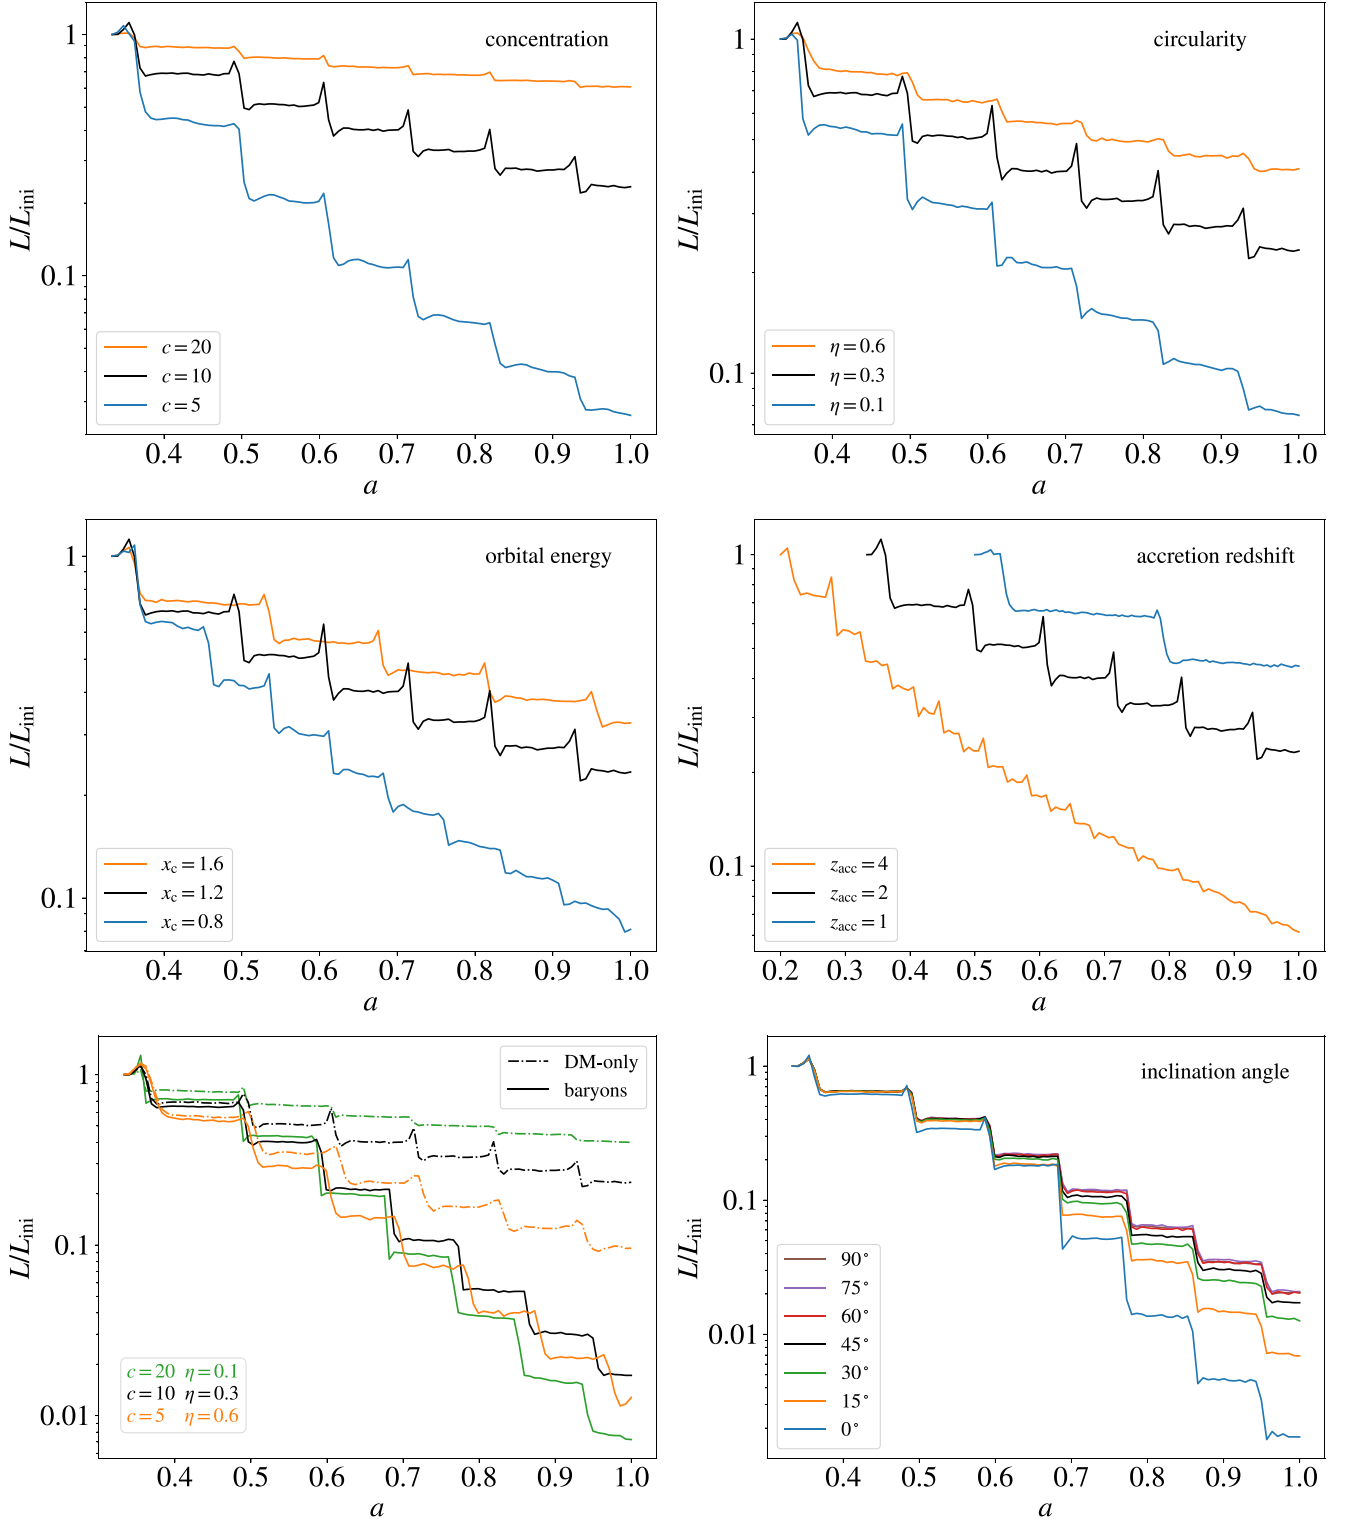 concentration
1
0.1
L/L_ini
c = 20
c = 10
c = 5
0.4 0.5 0.6 0.7 0.8 0.9 1.0
a
circularity
1
0.1
L/L_ini
η = 0.6
η = 0.3
η = 0.1
0.4 0.5 0.6 0.7 0.8 0.9 1.0
a
orbital energy
1
0.1
L/L_ini
x_c = 1.6
x_c = 1.2
x_c = 0.8
0.4 0.5 0.6 0.7 0.8 0.9 1.0
a
accretion redshift
1
0.1
L/L_ini
z_acc = 4
z_acc = 2
z_acc = 1
0.2 0.3 0.4 0.5 0.6 0.7 0.8 0.9 1.0
a
DM-only
baryons
1
0.1
0.01
L/L_ini
c = 20 η = 0.1
c = 10 η = 0.3
c = 5 η = 0.6
0.4 0.5 0.6 0.7 0.8 0.9 1.0
a
inclination angle
1
0.1
0.01
L/L_ini
90°
75°
60°
45°
30°
15°
0°
0.4 0.5 0.6 0.7 0.8 0.9 1.0
a